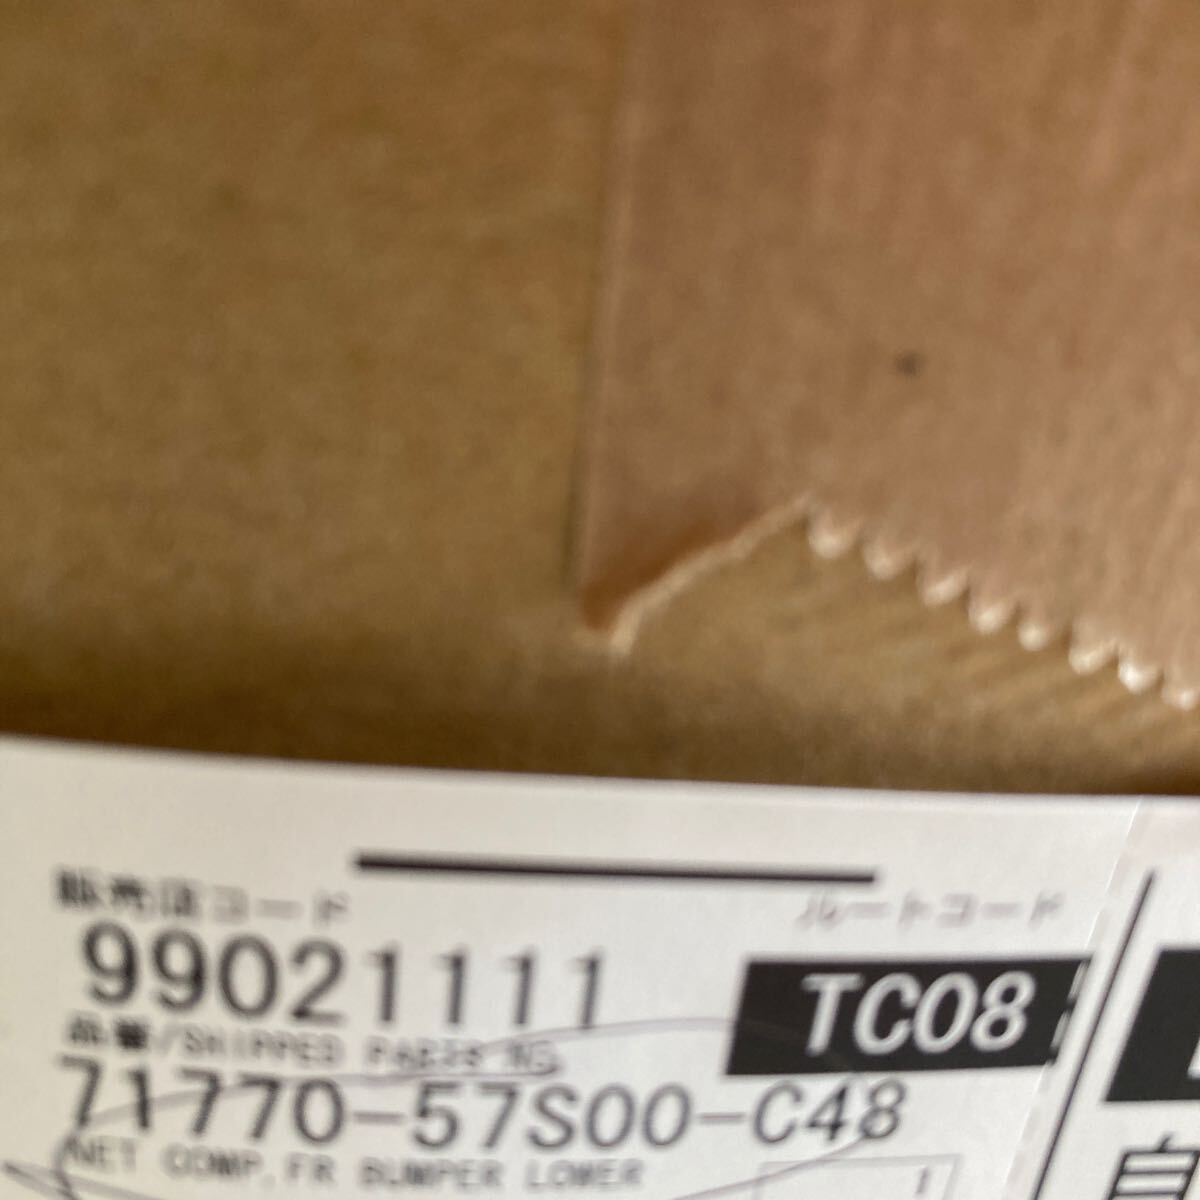 販売店コード ルートコード
99021111 TC08
品番/SHIPPED PARTS NO.
71770-57S00-C48
NET COMP,FR BUMPER LOWER
自